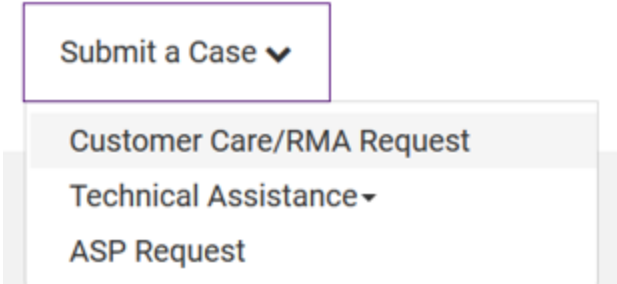 Submit a Case
Customer Care/RMA Request
Technical Assistance
ASP Request